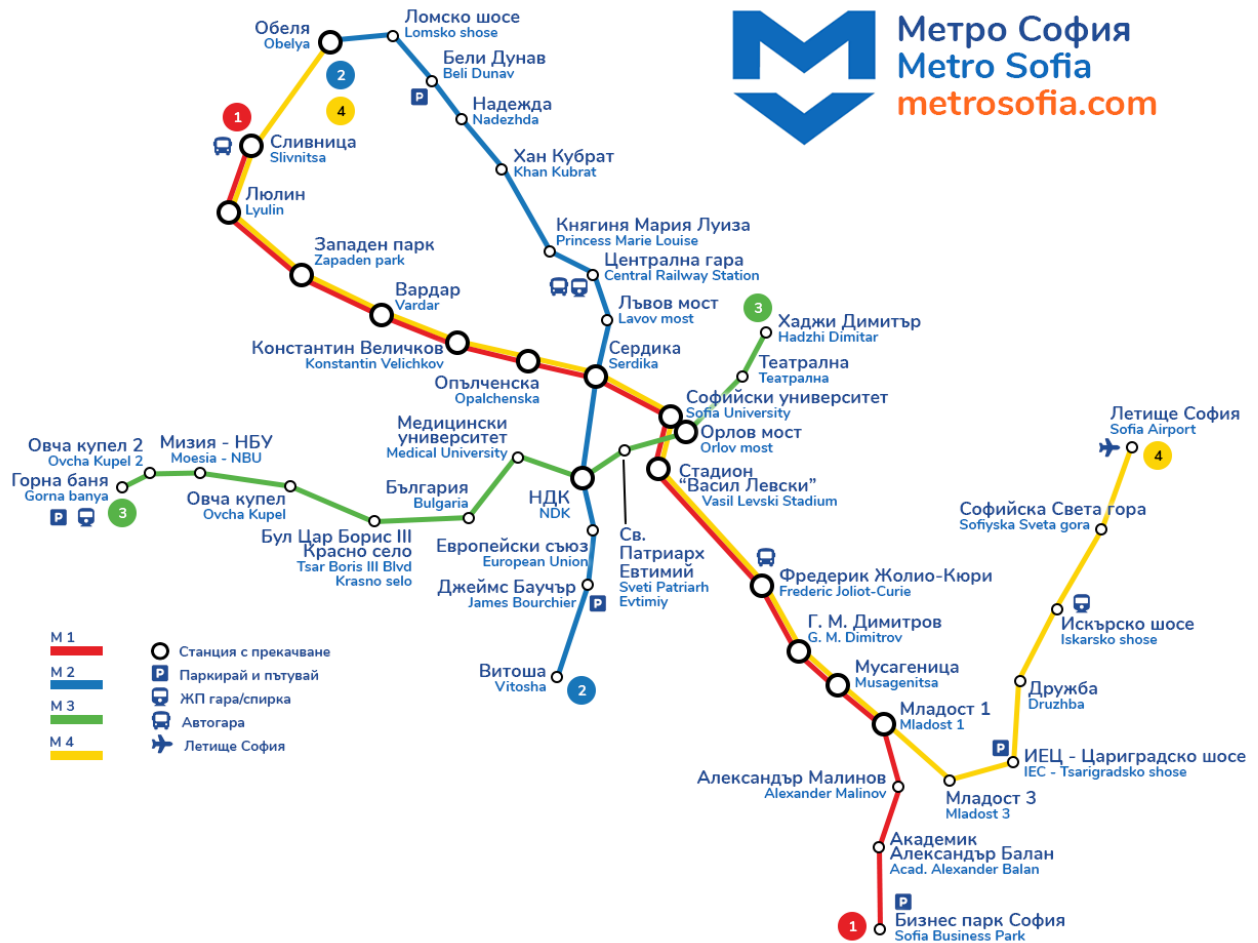 Метро София
Metro Sofia
metrosofia.com
Обеля
Obelya
2
4
Ломско шосе
Lomsko shose
Бели Дунав
Beli Dunav
P
Надежда
Nadezhda
1
Сливница
Slivnitsa
Хан Кубрат
Khan Kubrat
Люлин
Lyulin
Княгиня Мария Луиза
Princess Marie Louise
Западен парк
Zapaden park
Централна гара
Central Railway Station
Вардар
Vardar
Лъвов мост
Lavov most
3
Хаджи Димитър
Hadzhi Dimitar
Константин Величков
Konstantin Velichkov
Сердика
Serdika
Театрална
Театрална
Опълченска
Opalchenska
Софийски университет
Sofia University
Орлов мост
Orlov most
Летище София
Sofia Airport
4
Медицински
университет
Medical University
Овча купел 2
Ovcha Kupel 2
Мизия - НБУ
Moesia - NBU
Горна баня
Gorna banya
P
3
Овча купел
Ovcha Kupel
България
Bulgaria
НДК
NDK
Стадион
“Васил Левски”
Vasil Levski Stadium
Софийска Света гора
Sofiyska Sveta gora
Бул Цар Борис III
Красно село
Tsar Boris III Blvd
Krasno selo
Европейски съюз
European Union
Св.
Патриарх
Евтимий
Sveti Patriarh
Evtimiy
Джеймс Баучър
James Bourchier
P
Фредерик Жолио-Кюри
Frederic Joliot-Curie
Г. М. Димитров
G. M. Dimitrov
Искърско шосе
Iskarsko shose
Витоша
Vitosha
2
Мусагеница
Musagenitsa
Дружба
Druzhba
Младост 1
Mladost 1
P
ИЕЦ - Цариградско шосе
IEC - Tsarigradsko shose
Александър Малинов
Alexander Malinov
Младост 3
Mladost 3
Академик
Александър Балан
Acad. Alexander Balan
P
1
Бизнес парк София
Sofia Business Park
М 1
М 2
М 3
М 4
Станция с прекачване
P Паркирай и пътувай
ЖП гара/спирка
Автогара
Летище София